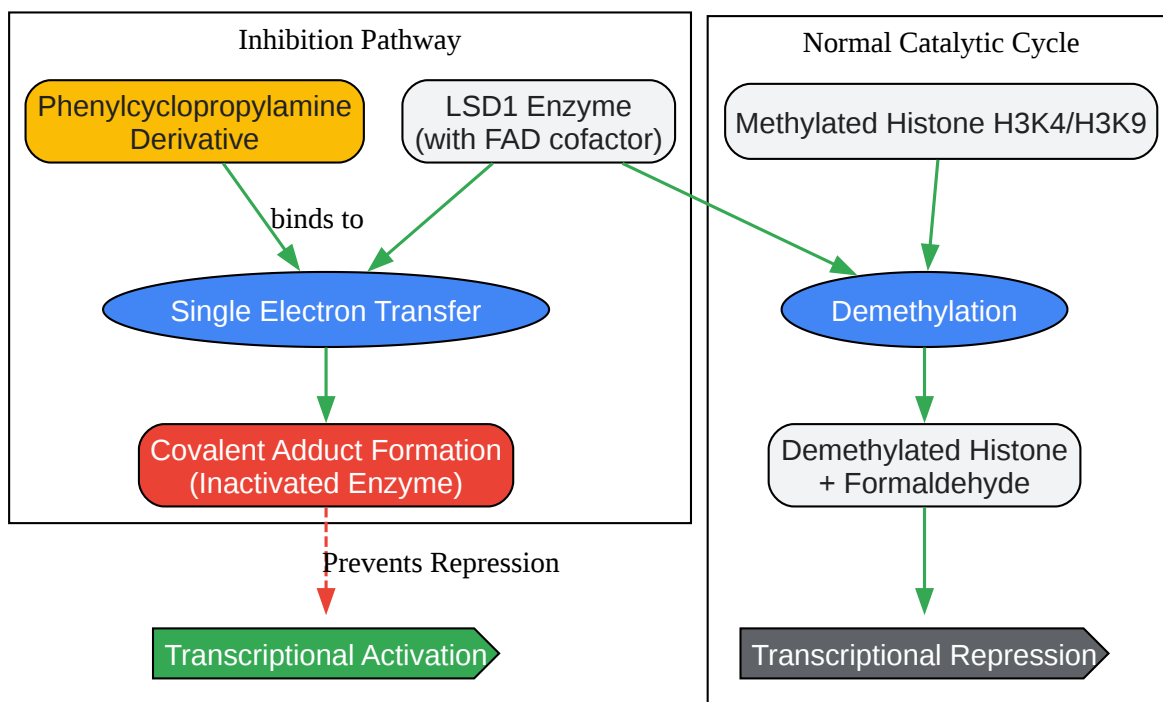 Inhibition Pathway
Phenylcyclopropylamine
Derivative
LSD1 Enzyme
(with FAD cofactor)
binds to
Single Electron Transfer
Covalent Adduct Formation
(Inactivated Enzyme)
Prevents Repression
Transcriptional Activation
Normal Catalytic Cycle
Methylated Histone H3K4/H3K9
Demethylation
Demethylated Histone
+ Formaldehyde
Transcriptional Repression